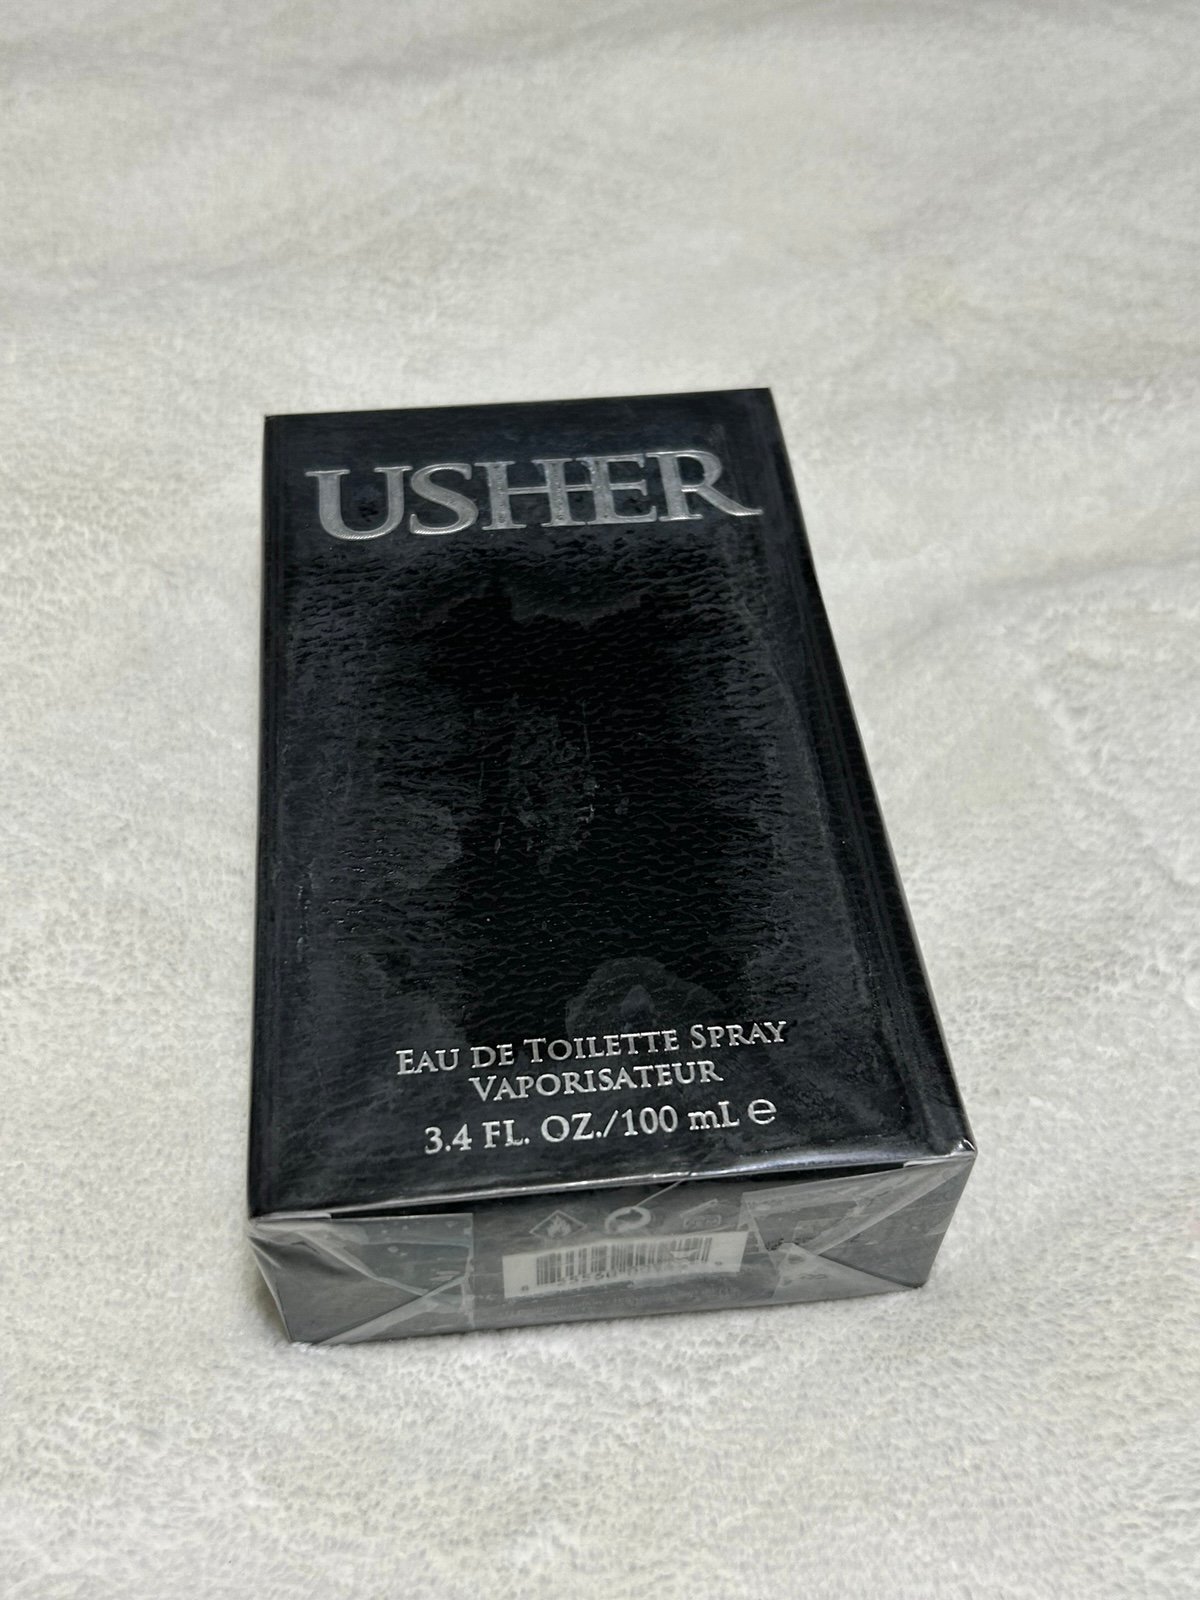 USHER
EAU DE TOILETTE SPRAY
VAPORISATEUR
3.4 FL. OZ./100 mL ℮